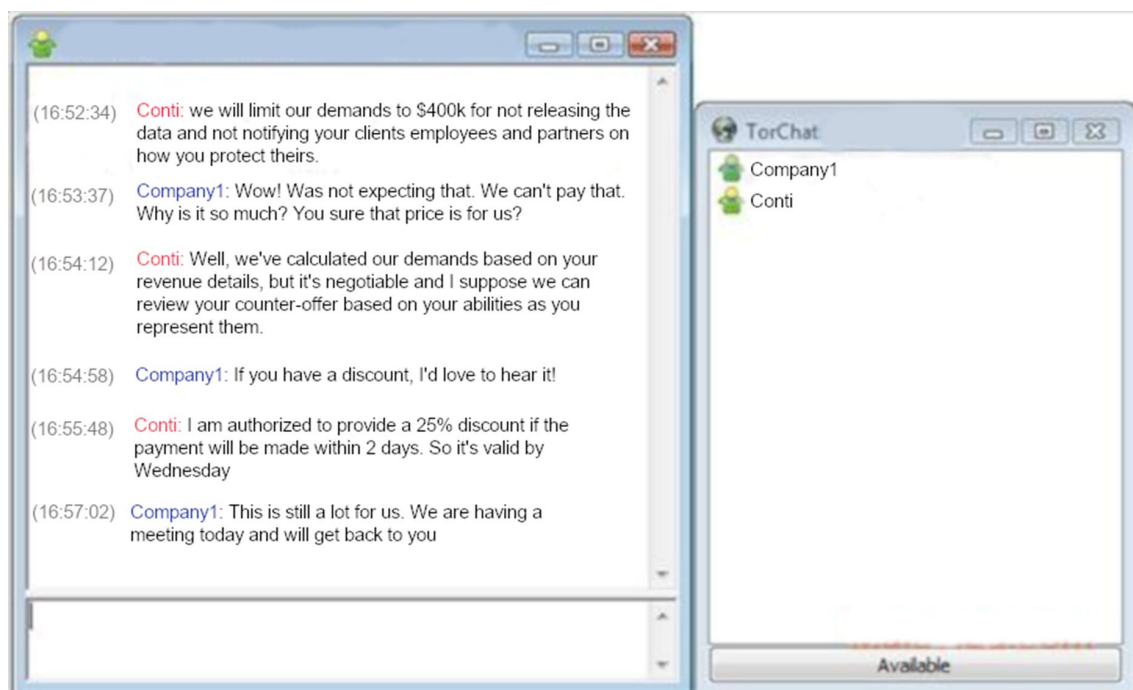 (16:52:34) Conti: we will limit our demands to $400k for not releasing the
data and not notifying your clients employees and partners on
how you protect theirs.
(16:53:37) Company1: Wow! Was not expecting that. We can't pay that.
Why is it so much? You sure that price is for us?
(16:54:12) Conti: Well, we've calculated our demands based on your
revenue details, but it's negotiable and I suppose we can
review your counter-offer based on your abilities as you
represent them.
(16:54:58) Company1: If you have a discount, I'd love to hear it!
(16:55:48) Conti: I am authorized to provide a 25% discount if the
payment will be made within 2 days. So it's valid by
Wednesday
(16:57:02) Company1: This is still a lot for us. We are having a
meeting today and will get back to you
TorChat
Company1
Conti
Available